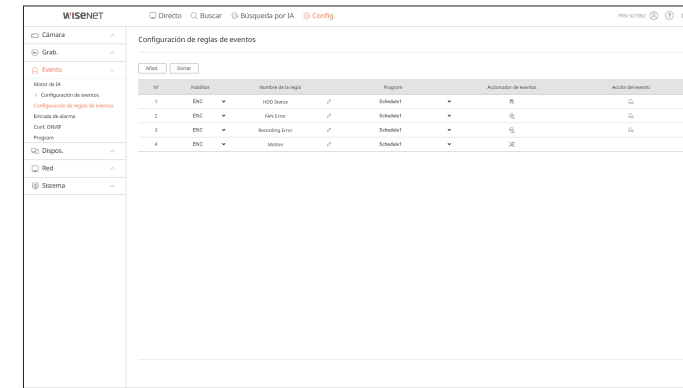 WISENET
Directo Buscar Búsqueda por IA Config.
Cámara
Grab.
Evento
Motor de IA
> Configuración de eventos
Configuración de reglas de eventos
Entrada de alarma
Conf. ONVIF
Program
Dispos.
Red
Sistema
Configuración de reglas de eventos
Añad Borrar
Nº Habilitar Nombre de la regla Program Accionador de eventos Acción del evento
1 ENC HDD Status Schedule1
2 ENC FAN Error Schedule1
3 ENC Recording Error Schedule1
4 ENC Motion Schedule1